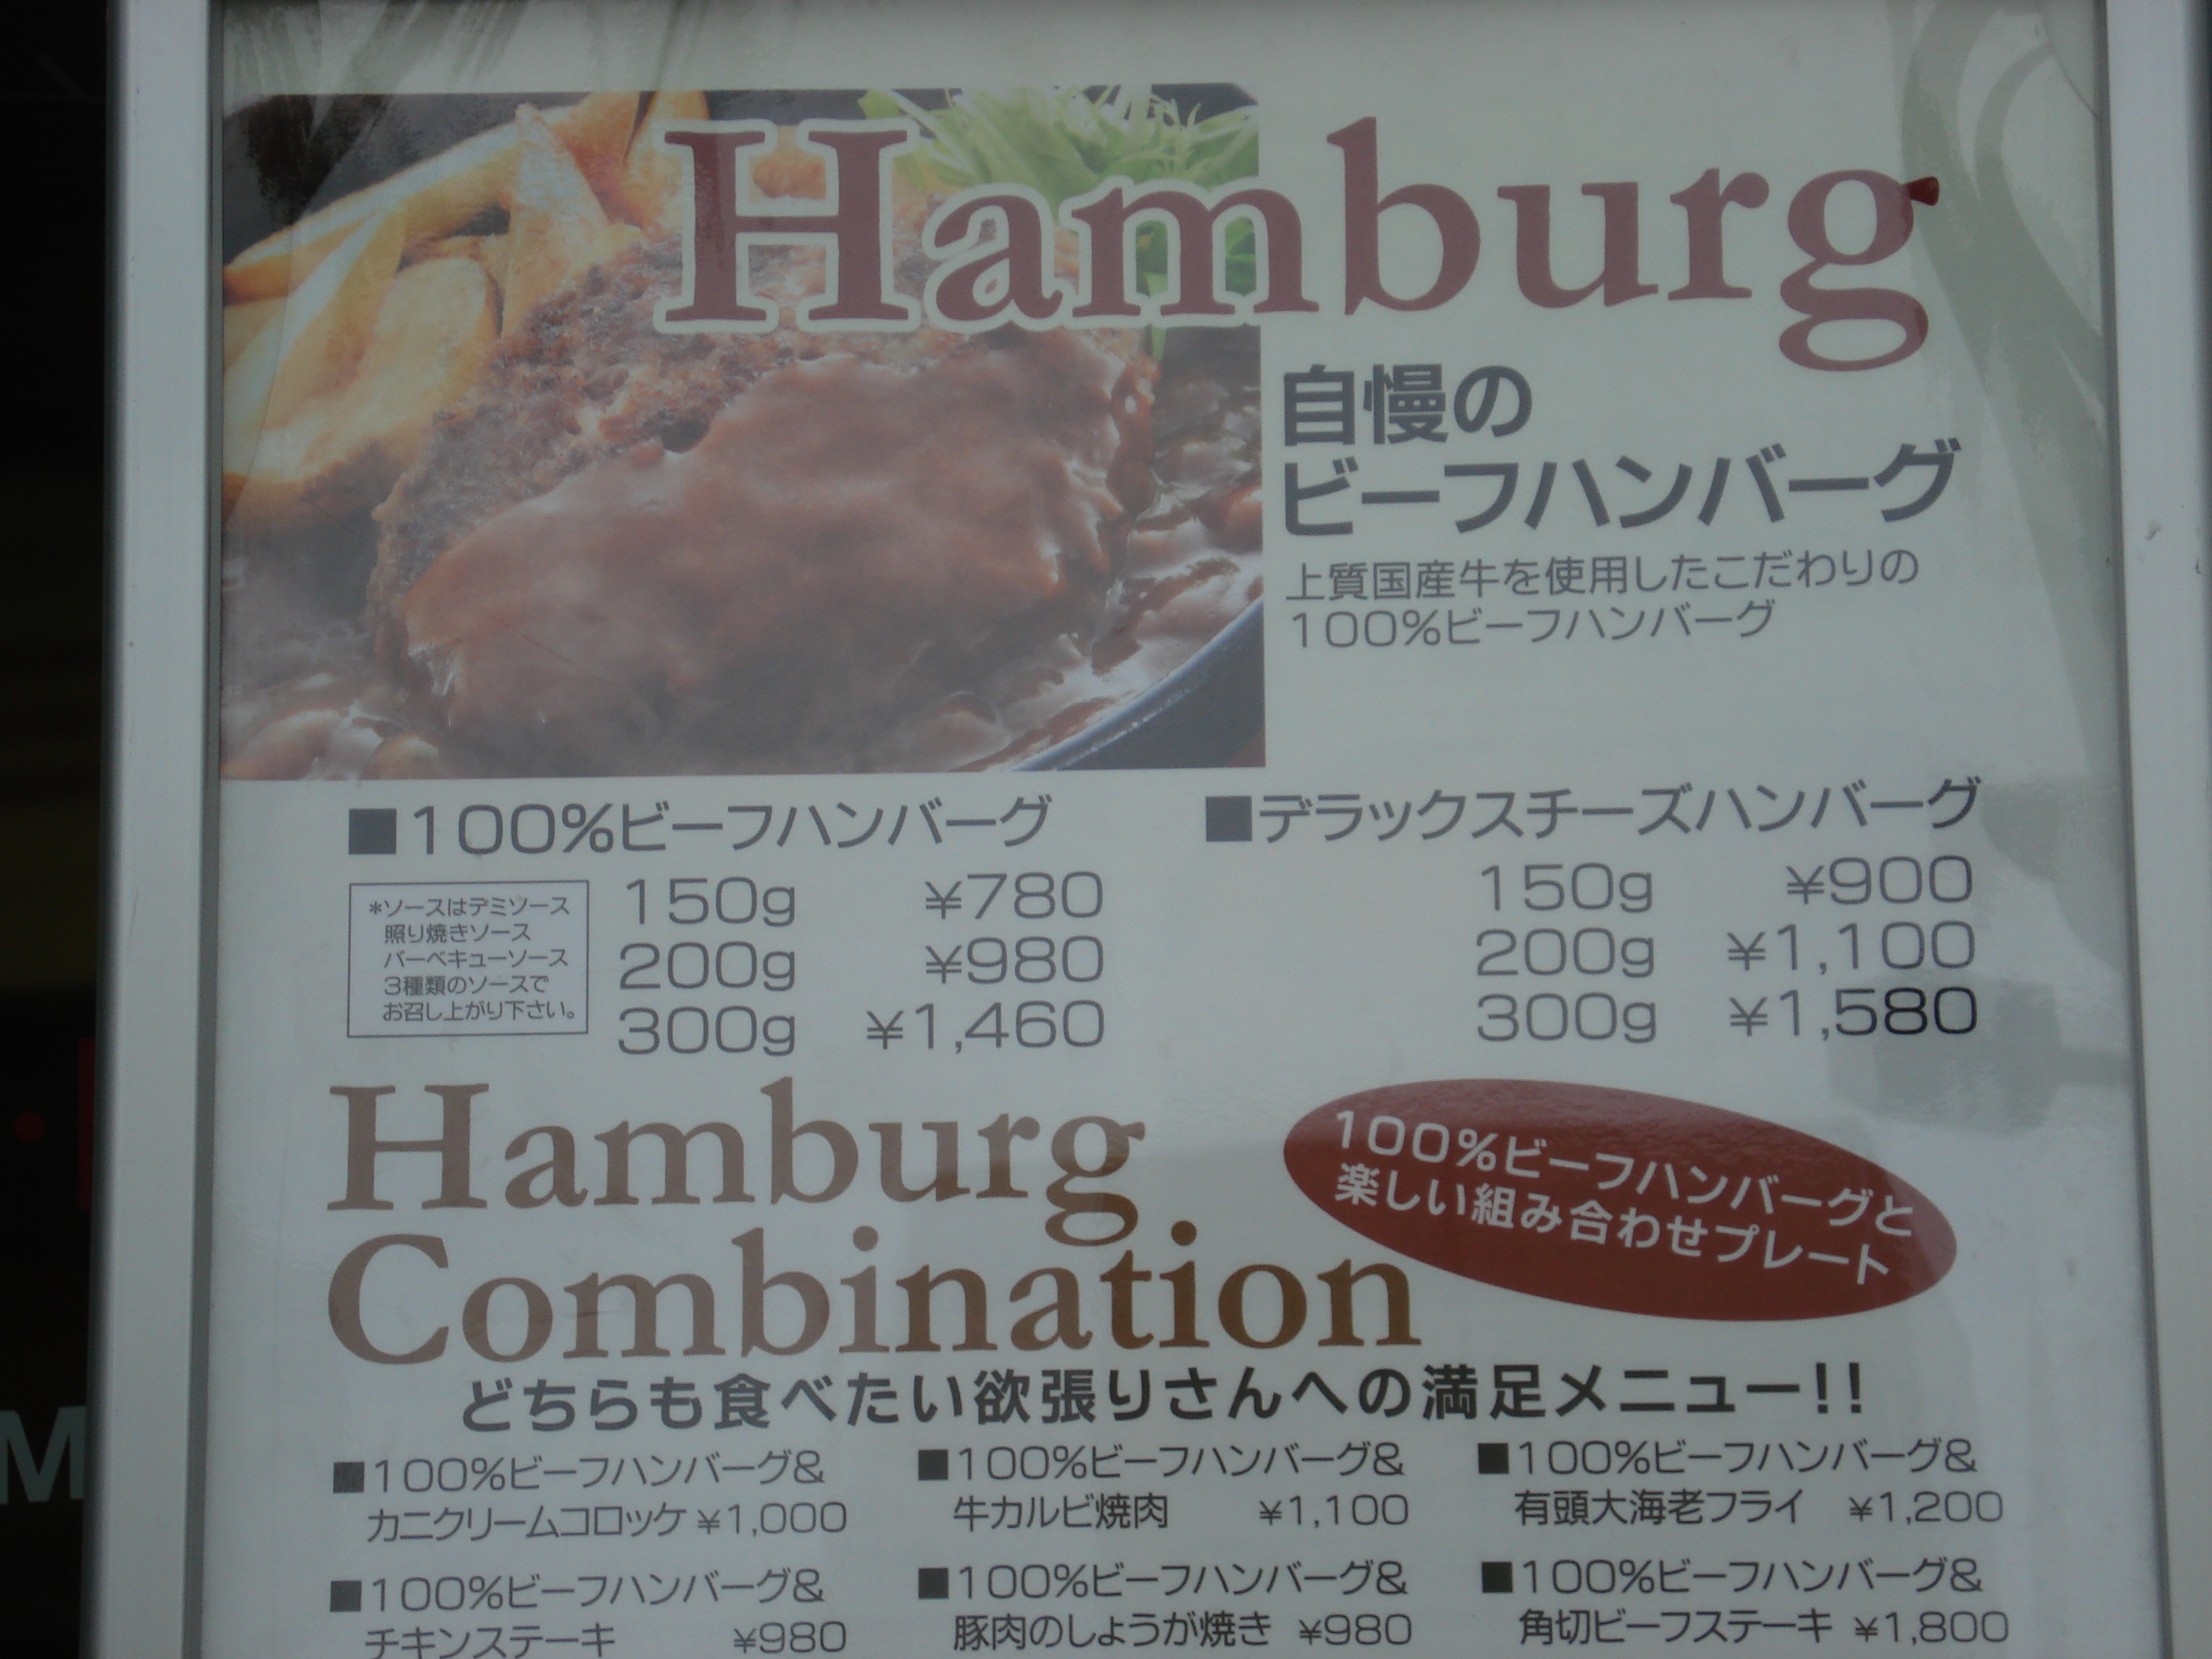 Hamburg
自慢の
ビーフハンバーグ
上質国産牛を使用したこだわりの
100%ビーフハンバーグ
■100%ビーフハンバーグ
*ソースはデミソース
照り焼きソース
バーベキューソース
3種類のソースで
お召し上がり下さい。
150g ¥780
200g ¥980
300g ¥1,460
■デラックスチーズハンバーグ
150g ¥900
200g ¥1,100
300g ¥1,580
Hamburg
Combination
100%ビーフハンバーグと
楽しい組み合わせプレート
どちらも食べたい欲張りさんへの満足メニュー!!
■100%ビーフハンバーグ&
カニクリームコロッケ ¥1,000
■100%ビーフハンバーグ&
牛カルビ焼肉 ¥1,100
■100%ビーフハンバーグ&
有頭大海老フライ ¥1,200
■100%ビーフハンバーグ&
チキンステーキ ¥980
■100%ビーフハンバーグ&
豚肉のしょうが焼き ¥980
■100%ビーフハンバーグ&
角切ビーフステーキ ¥1,800
M